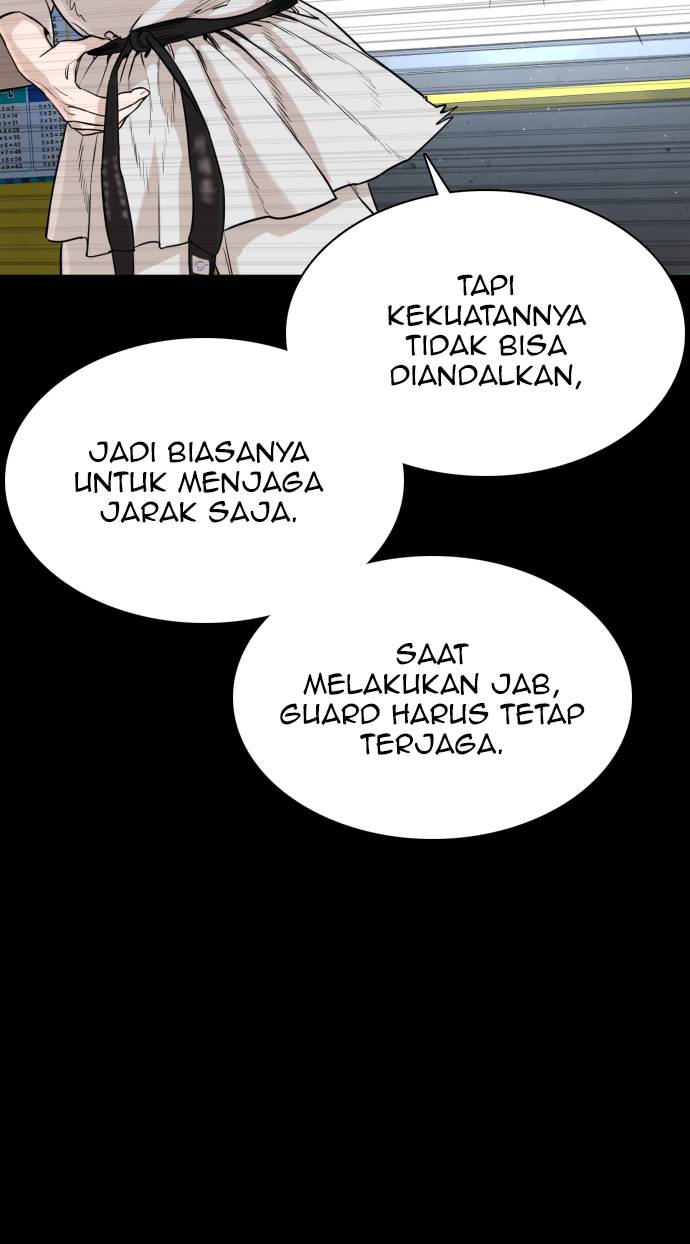 TAPI
KEKUATANNYA
TIDAK BISA
DIANDALKAN,
JADI BIASANYA
UNTUK MENJAGA
JARAK SAJA.
SAAT
MELAKUKAN JAB,
GUARD HARUS TETAP
TERJAGA.